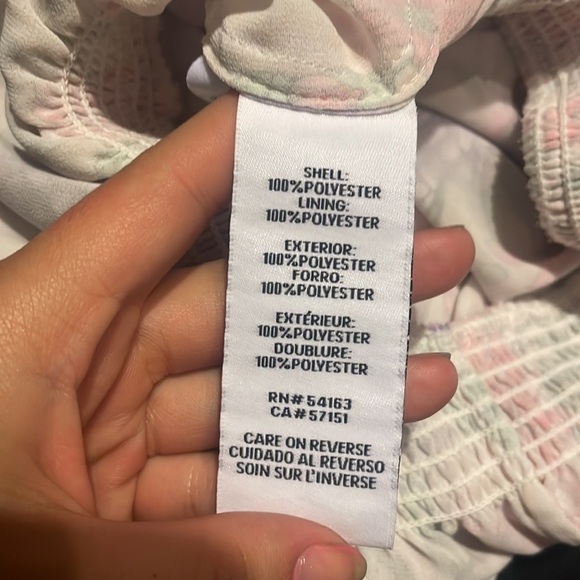 SHELL:
100%POLYESTER
LINING:
100%POLYESTER
EXTERIOR:
100%POLYESTER
FORRO:
100%POLYESTER
EXTÉRIEUR:
100%POLYESTER
DOUBLURE:
100%POLYESTER
RN# 54163
CA# 57151
CARE ON REVERSE
CUIDADO AL REVERSO
SOIN SUR L'INVERSE